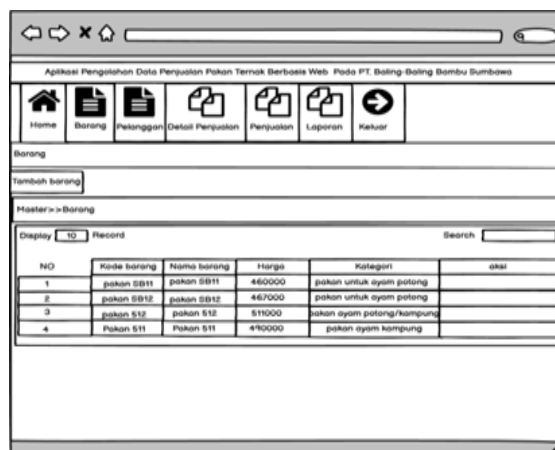 Aplikasi Pengolahan Data Penjualan Pakan Ternak Berbasis Web Pada PT. Baling-Baling Bambu Sumbawa
Home Barang Pelanggan Detail Penjualan Penjualan Laporan Keluar
Barang
Tambah barang
Master>>Barang
Display 10 Record Search
NO Kode barang Nama barang Harga Kategori aksi
1 pakan SB11 pakan SB11 460000 pakan untuk ayam potong
2 pakan SB12 pakan SB12 467000 pakan untuk ayam potong
3 pakan 512 pakan 512 511000 pakan ayam potong/kampung
4 Pakan 511 Pakan 511 490000 pakan ayam kampung